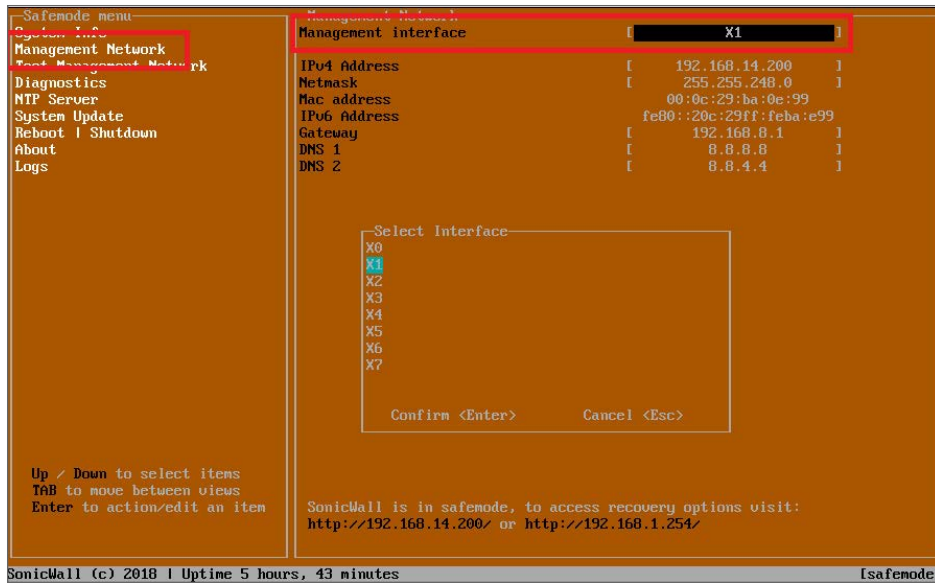 Safemode menu
System Info
Management Network
Test Management Network
Diagnostics
NTP Server
System Update
Reboot | Shutdown
About
Logs
Up / Down to select items
TAB to move between views
Enter to action/edit an item
Management Network
Management interface [ X1 ]
IPv4 Address [ 192.168.14.200 ]
Netmask [ 255.255.248.0 ]
Mac address 00:0c:29:ba:0e:99
IPv6 Address fe80::20c:29ff:feba:e99
Gateway [ 192.168.8.1 ]
DNS 1 [ 8.8.8.8 ]
DNS 2 [ 8.8.4.4 ]
Select Interface
X0
X1
X2
X3
X4
X5
X6
X7
Confirm <Enter> Cancel <Esc>
SonicWall is in safemode, to access recovery options visit:
http://192.168.14.200/ or http://192.168.1.254/
SonicWall (c) 2018 | Uptime 5 hours, 43 minutes [safemode